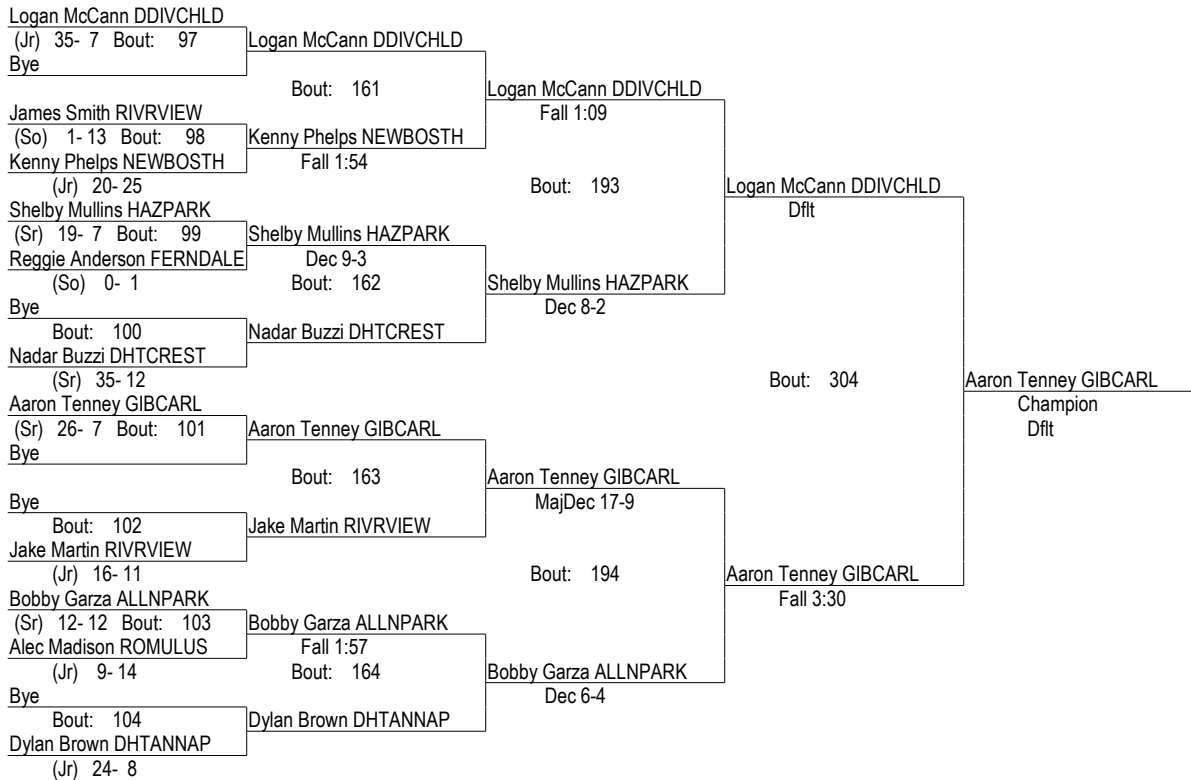 Logan McCann DDIVCHLD
(Jr) 35- 7 Bout: 97
Logan McCann DDIVCHLD
Bye
Bout: 161
Logan McCann DDIVCHLD
James Smith RIVRVIEW
Fall 1:09
(So) 1- 13 Bout: 98
Kenny Phelps NEWBOSTH
Kenny Phelps NEWBOSTH
Fall 1:54
(Jr) 20- 25
Bout: 193
Logan McCann DDIVCHLD
Shelby Mullins HAZPARK
Dflt
(Sr) 19- 7 Bout: 99
Shelby Mullins HAZPARK
Reggie Anderson FERNDALE
Dec 9-3
(So) 0- 1
Bout: 162
Shelby Mullins HAZPARK
Bye
Dec 8-2
Bout: 100
Nadar Buzzi DHTCREST
Nadar Buzzi DHTCREST
(Sr) 35- 12
Bout: 304
Aaron Tenney GIBCARL
Aaron Tenney GIBCARL
Champion
(Sr) 26- 7 Bout: 101
Aaron Tenney GIBCARL
Dflt
Bye
Bout: 163
Aaron Tenney GIBCARL
Bye
MajDec 17-9
Bout: 102
Jake Martin RIVRVIEW
Jake Martin RIVRVIEW
(Jr) 16- 11
Bout: 194
Aaron Tenney GIBCARL
Bobby Garza ALLNPARK
Fall 3:30
(Sr) 12- 12 Bout: 103
Bobby Garza ALLNPARK
Alec Madison ROMULUS
Fall 1:57
(Jr) 9- 14
Bout: 164
Bobby Garza ALLNPARK
Bye
Dec 6-4
Bout: 104
Dylan Brown DHTANNAP
Dylan Brown DHTANNAP
(Jr) 24- 8